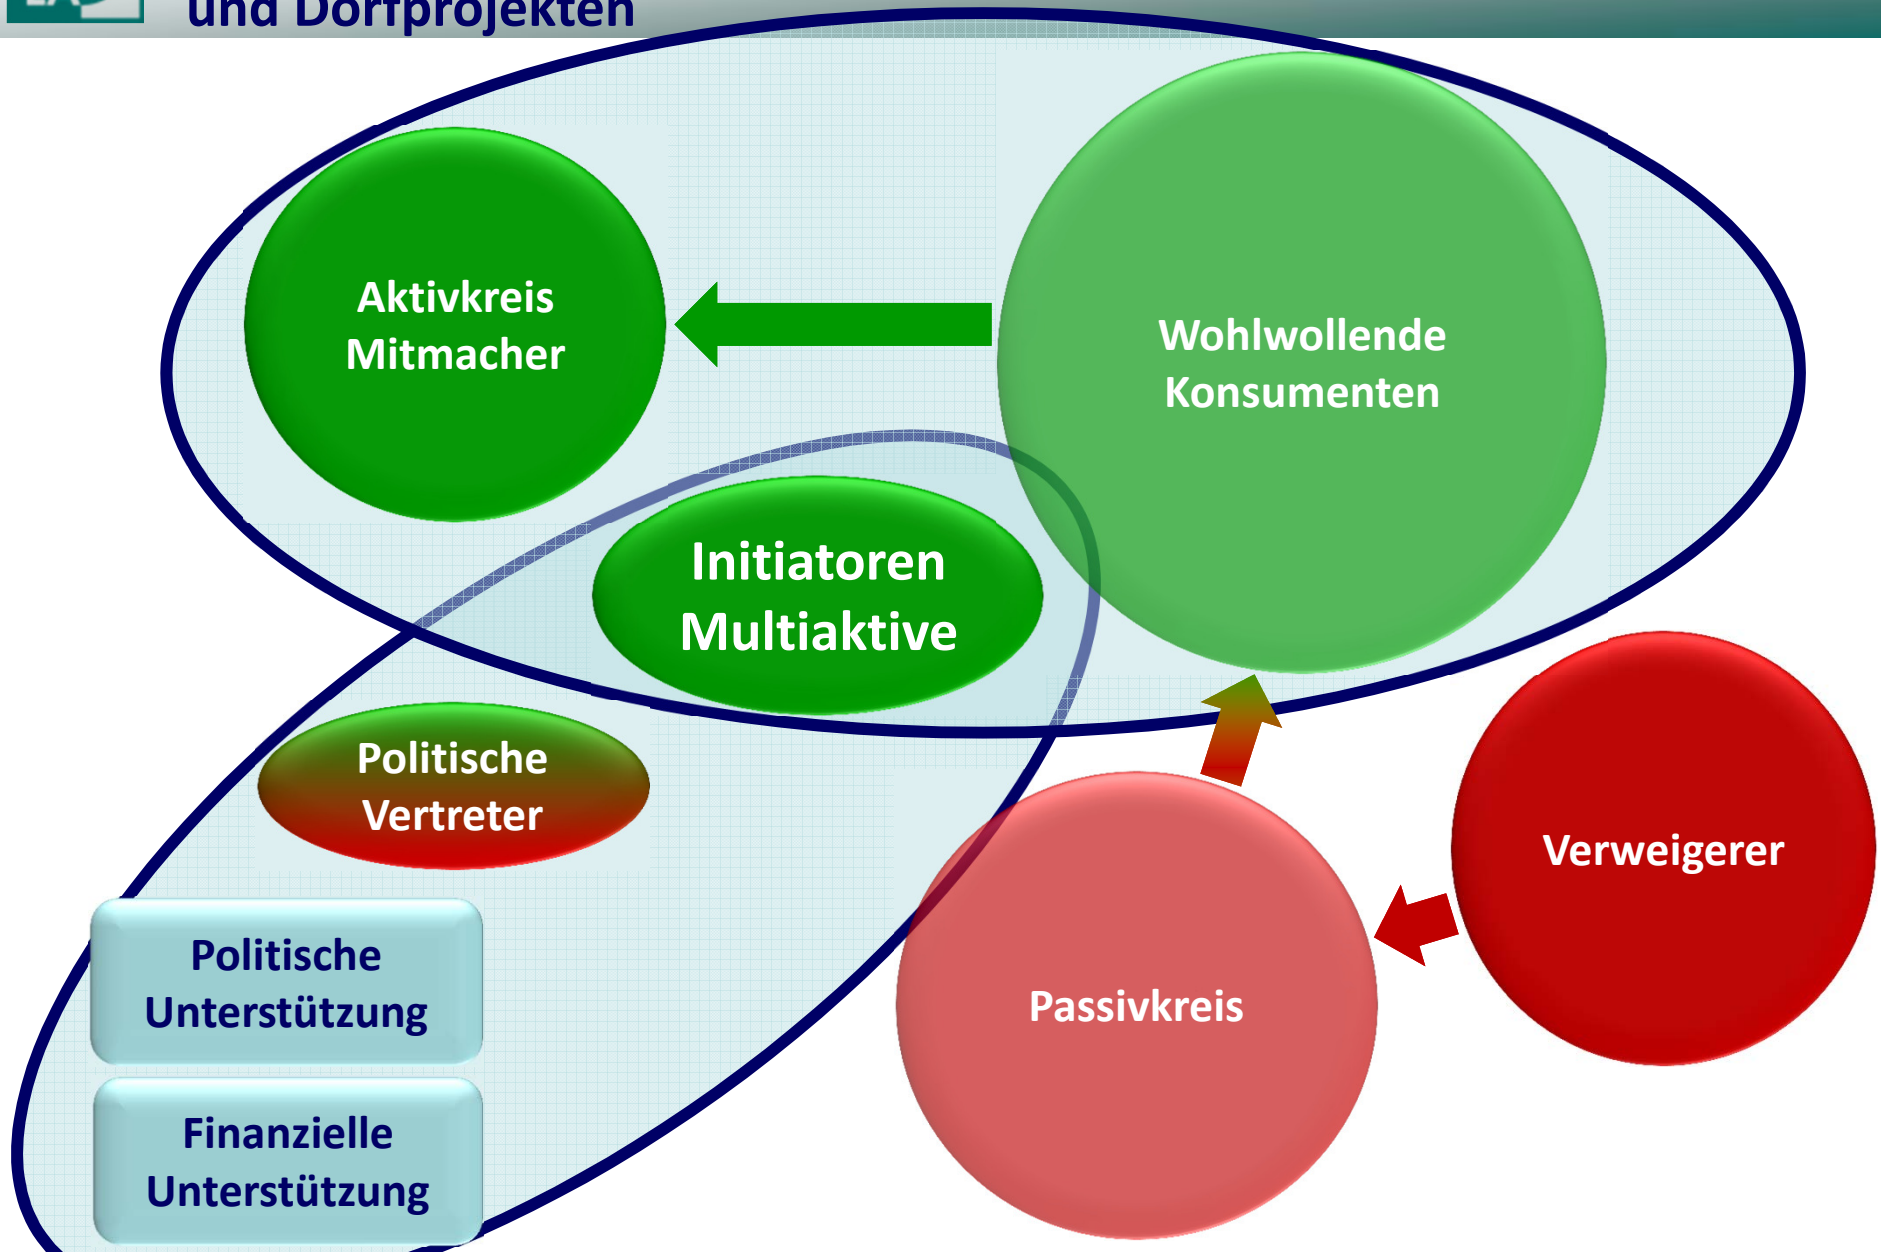 und Dorfprojekten
Aktivkreis
Mitmacher
Wohlwollende
Konsumenten
Initiatoren
Multiaktive
Politische
Vertreter
Verweigerer
Politische
Unterstützung
Passivkreis
Finanzielle
Unterstützung